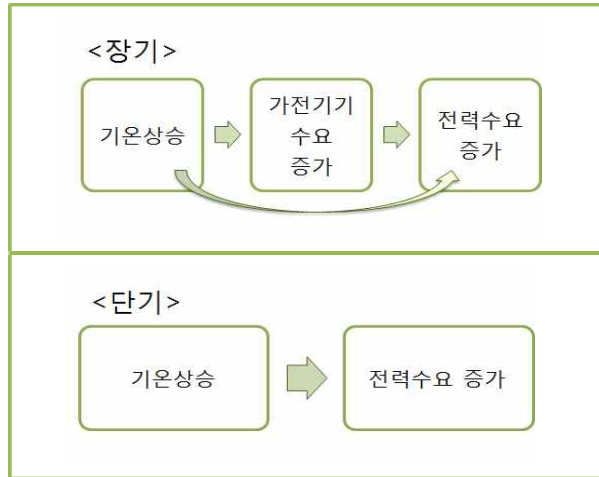 <장기>
기온상승
가전기기
수요
증가
전력수요
증가
<단기>
기온상승
전력수요 증가